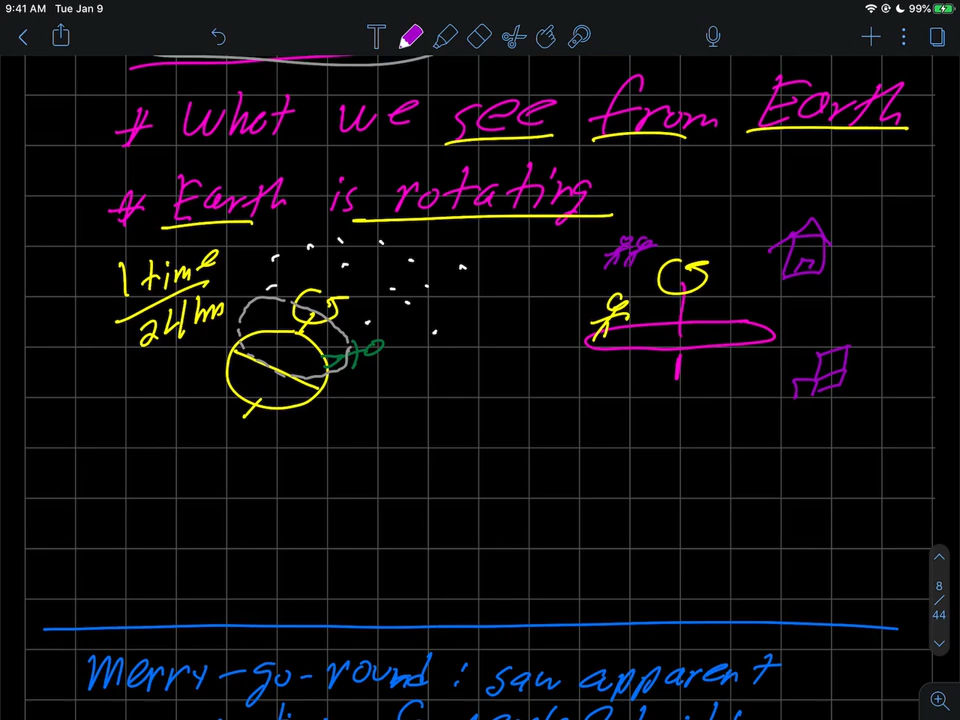 9:41 AM Tue Jan 9
99%
T
* What we see from Earth
* Earth is rotating
1 time
24 hrs
8
/
44
Merry-go-round : saw apparent